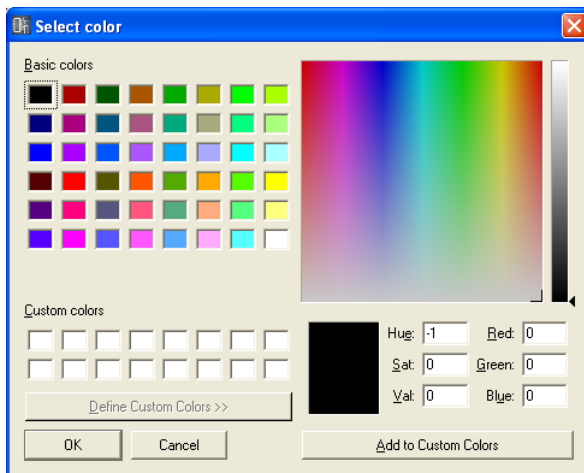 Select color
Basic colors
Custom colors
Define Custom Colors >>
OK
Cancel
Hue: -1
Red: 0
Sat: 0
Green: 0
Val: 0
Blue: 0
Add to Custom Colors